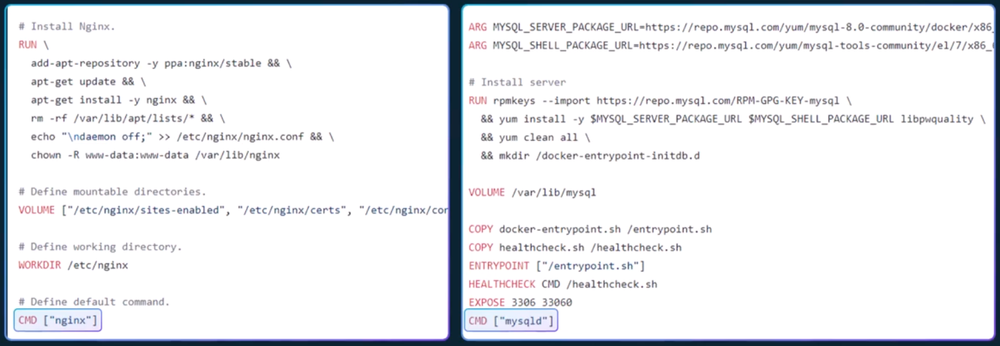 # Install Nginx.
RUN \
  add-apt-repository -y ppa:nginx/stable && \
  apt-get update && \
  apt-get install -y nginx && \
  rm -rf /var/lib/apt/lists/* && \
  echo "\ndaemon off;" >> /etc/nginx/nginx.conf && \
  chown -R www-data:www-data /var/lib/nginx

# Define mountable directories.
VOLUME ["/etc/nginx/sites-enabled", "/etc/nginx/certs", "/etc/nginx/con

# Define working directory.
WORKDIR /etc/nginx

# Define default command.
CMD ["nginx"]

ARG MYSQL_SERVER_PACKAGE_URL=https://repo.mysql.com/yum/mysql-8.0-community/docker/x86_
ARG MYSQL_SHELL_PACKAGE_URL=https://repo.mysql.com/yum/mysql-tools-community/el/7/x86_

# Install server
RUN rpmkeys --import https://repo.mysql.com/RPM-GPG-KEY-mysql \
  && yum install -y $MYSQL_SERVER_PACKAGE_URL $MYSQL_SHELL_PACKAGE_URL libpwquality \
  && yum clean all \
  && mkdir /docker-entrypoint-initdb.d

VOLUME /var/lib/mysql

COPY docker-entrypoint.sh /entrypoint.sh
COPY healthcheck.sh /healthcheck.sh
ENTRYPOINT ["/entrypoint.sh"]
HEALTHCHECK CMD /healthcheck.sh
EXPOSE 3306 33060
CMD ["mysqld"]